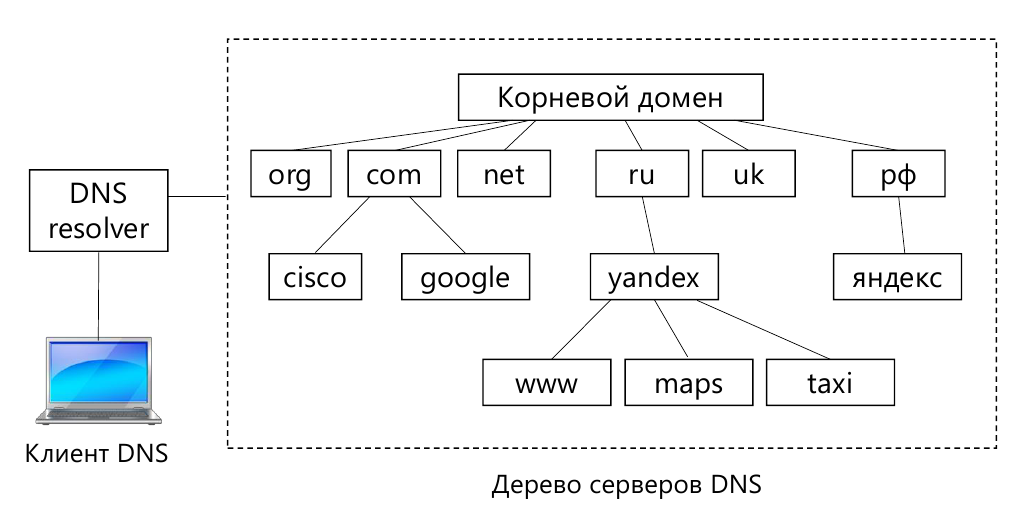 Корневой домен
org
com
net
ru
uk
рф
DNS
resolver
cisco
google
yandex
яндекс
www
maps
taxi
Клиент DNS
Дерево серверов DNS